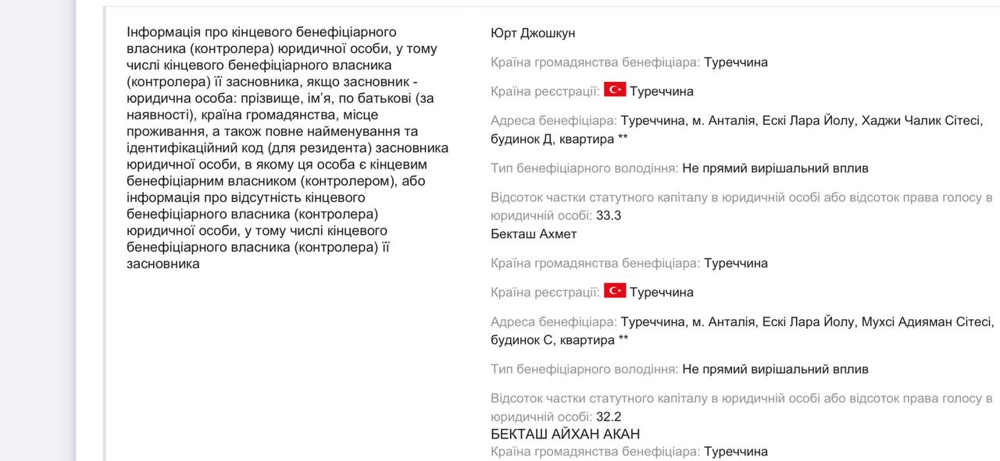 Інформація про кінцевого бенефіціарного
власника (контролера) юридичної особи, у тому
числі кінцевого бенефіціарного власника
(контролера) її засновника, якщо засновник -
юридична особа: прізвище, ім’я, по батькові (за
наявності), країна громадянства, місце
проживання, а також повне найменування та
ідентифікаційний код (для резидента) засновника
юридичної особи, в якому ця особа є кінцевим
бенефіціарним власником (контролером), або
інформація про відсутність кінцевого
бенефіціарного власника (контролера)
юридичної особи, у тому числі кінцевого
бенефіціарного власника (контролера) її
засновника
Юрт Джошкун
Країна громадянства бенефіціара: Туреччина
Країна реєстрації: Туреччина
Адреса бенефіціара: Туреччина, м. Анталія, Ескі Лара Йолу, Хаджи Чалик Сітесі,
будинок Д, квартира **
Тип бенефіціарного володіння: Не прямий вирішальний вплив
Відсоток частки статутного капіталу в юридичній особі або відсоток права голосу в
юридичній особі: 33.3
Бекташ Ахмет
Країна громадянства бенефіціара: Туреччина
Країна реєстрації: Туреччина
Адреса бенефіціара: Туреччина, м. Анталія, Ескі Лара Йолу, Мухсі Адияман Сітесі,
будинок С, квартира **
Тип бенефіціарного володіння: Не прямий вирішальний вплив
Відсоток частки статутного капіталу в юридичній особі або відсоток права голосу в
юридичній особі: 32.2
БЕКТАШ АЙХАН АКАН
Країна громадянства бенефіціара: Туреччина